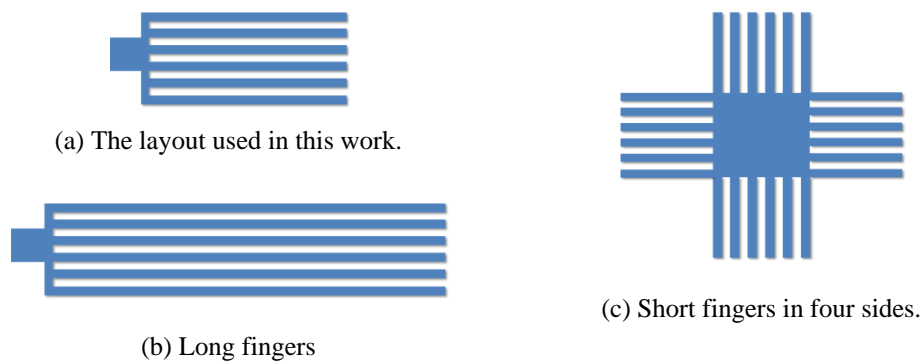 (a) The layout used in this work.
(b) Long fingers
(c) Short fingers in four sides.